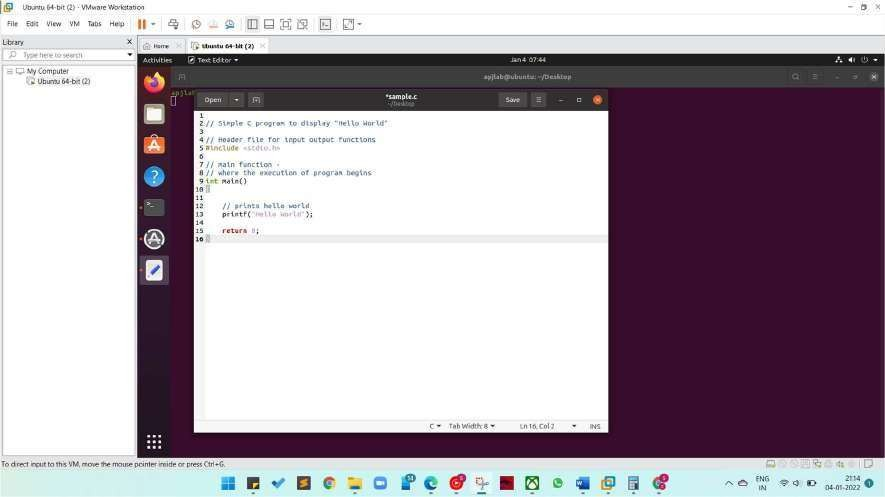 Ubuntu 64-bit (2) - VMware Workstation
File Edit View VM Tabs Help
Library
Type here to search
My Computer
Ubuntu 64-bit (2)
Home
Ubuntu 64-bit (2)
Activities
Text Editor
Jan 4 07:44
apjlab@ubuntu: ~/Desktop
apjlab
Open
*sample.c
~/Desktop
Save
1
2 // Simple C program to display "Hello World"
3
4 // Header file for input output functions
5 #include <stdio.h>
6
7 // main function -
8 // where the execution of program begins
9 int main()
10 {
11
12 // prints hello world
13 printf("Hello World");
14
15 return 0;
16 }
C
Tab Width: 8
Ln 16, Col 2
INS
To direct input to this VM, move the mouse pointer inside or press Ctrl+G.
ENG
IN
21:14
04-01-2022